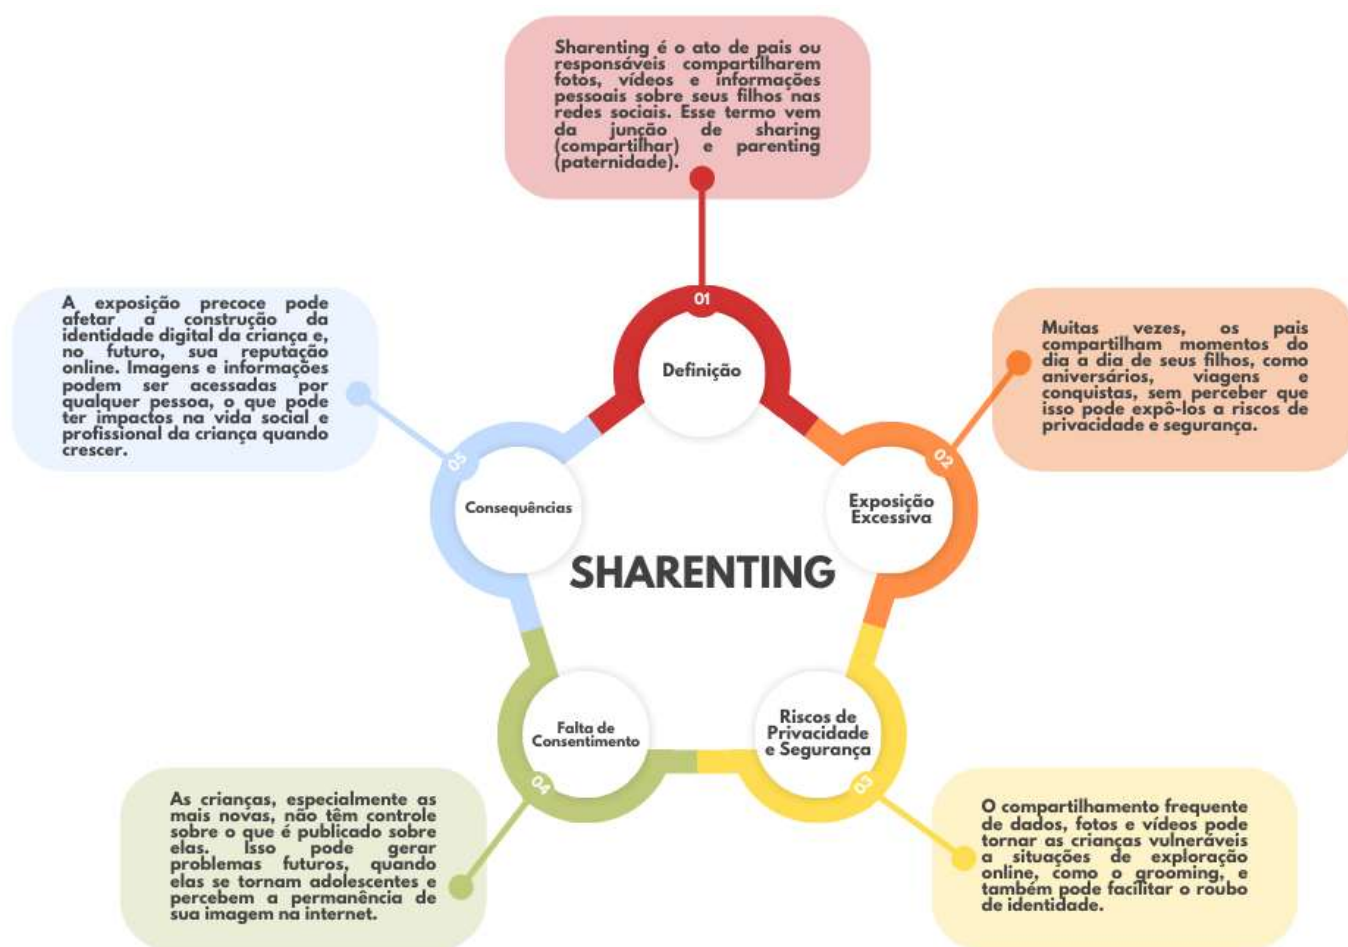 Sharenting é o ato de pais ou
responsáveis compartilharem
fotos, vídeos e informações
pessoais sobre seus filhos nas
redes sociais. Esse termo vem
da junção de sharing
(compartilhar) e parenting
(paternidade).
01
Definição
Muitas vezes, os pais
compartilham momentos do
dia a dia de seus filhos, como
aniversários, viagens e
conquistas, sem perceber que
isso pode expô-los a riscos de
privacidade e segurança.
02
Exposição
Excessiva
SHARENTING
03
Riscos de
Privacidade
e Segurança
O compartilhamento frequente
de dados, fotos e vídeos pode
tornar as crianças vulneráveis
a situações de exploração
online, como o grooming, e
também pode facilitar o roubo
de identidade.
04
Falta de
Consentimento
As crianças, especialmente as
mais novas, não têm controle
sobre o que é publicado sobre
elas. Isso pode gerar
problemas futuros, quando
elas se tornam adolescentes e
percebem a permanência de
sua imagem na internet.
05
Consequências
A exposição precoce pode
afetar a construção da
identidade digital da criança e,
no futuro, sua reputação
online. Imagens e informações
podem ser acessadas por
qualquer pessoa, o que pode
ter impactos na vida social e
profissional da criança quando
crescer.